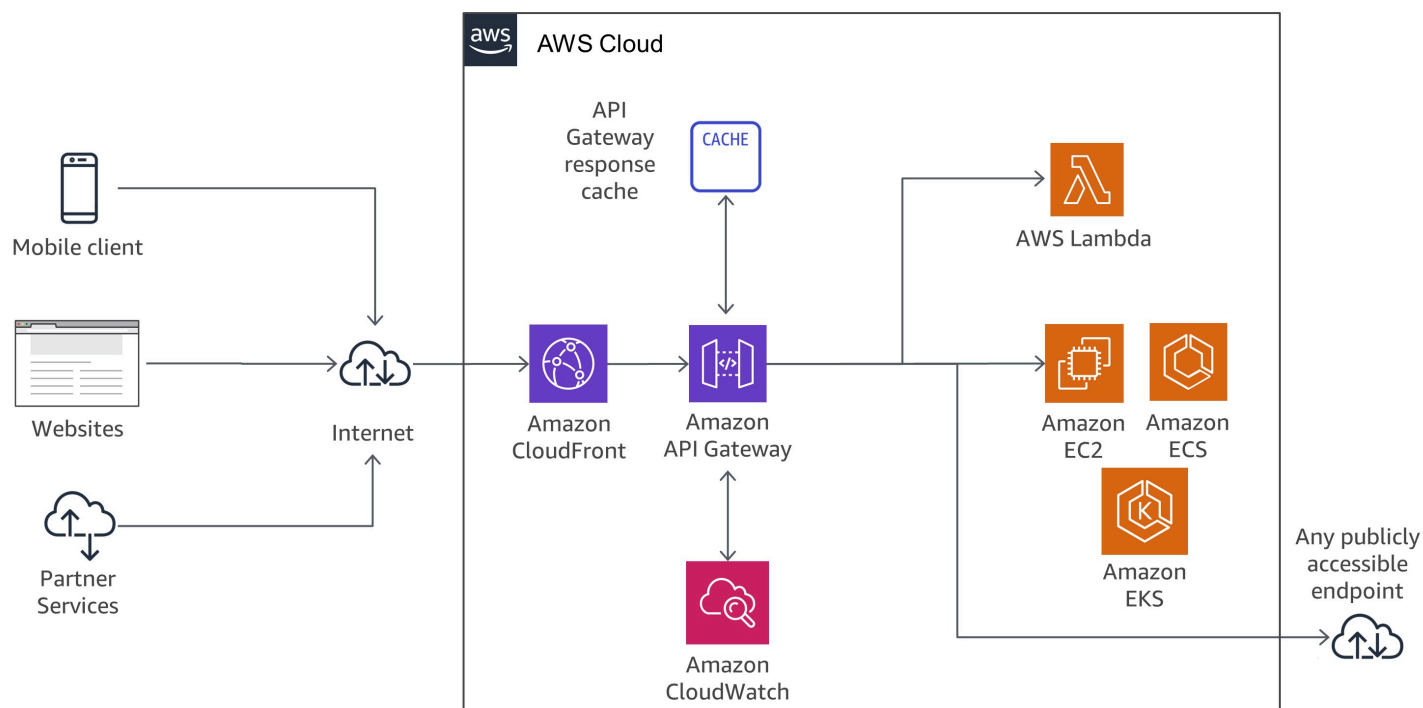 aws
AWS Cloud
API
Gateway
response
cache
CACHE
Mobile client
AWS Lambda
Websites
Internet
Amazon
CloudFront
Amazon
API Gateway
Amazon
EC2
Amazon
ECS
Partner
Services
Amazon
EKS
K
Any publicly
accessible
endpoint
Amazon
CloudWatch